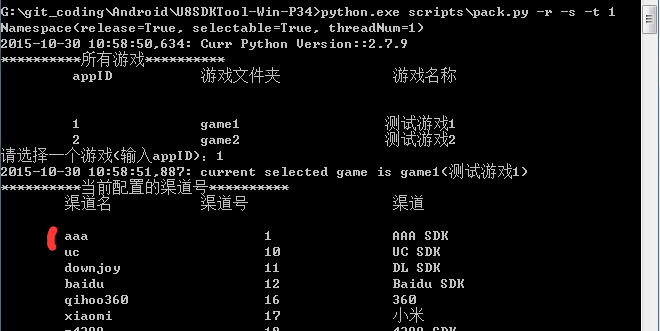 G:\git_coding\Android\U8SDKTool-Win-P34>python.exe scripts\pack.py -r -s -t 1
Namespace(release=True, selectable=True, threadNum=1)
2015-10-30 10:58:50,634: Curr Python Version::2.7.9
**********所有游戏**********
appID 游戏文件夹 游戏名称
1 game1 测试游戏1
2 game2 测试游戏2
请选择一个游戏(输入appID): 1
2015-10-30 10:58:51,887: current selected game is game1(测试游戏1)
**********当前配置的渠道号**********
渠道名 渠道号 渠道
aaa 1 AAA SDK
uc 10 UC SDK
downjoy 11 DL SDK
baidu 12 Baidu SDK
qihoo360 16 360
xiaomi 17 小米